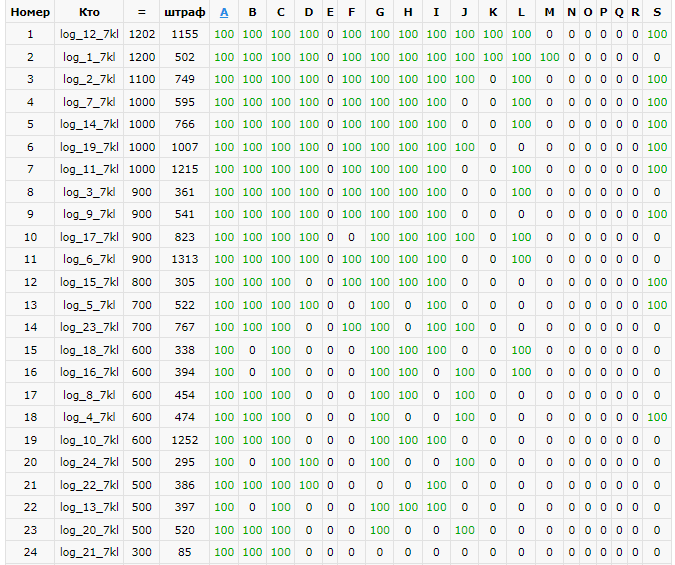 Номер Кто = штраф A B C D E F G H I J K L M N O P Q R S
1 log_12_7kl 1202 1155 100 100 100 100 0 100 100 100 100 100 100 100 0 0 0 0 0 0 100
2 log_1_7kl 1200 502 100 100 100 100 0 100 100 100 100 100 100 100 100 0 0 0 0 0 0
3 log_2_7kl 1100 749 100 100 100 100 0 100 100 100 100 100 0 100 0 0 0 0 0 0 100
4 log_7_7kl 1000 595 100 100 100 100 0 100 100 100 100 0 0 100 0 0 0 0 0 0 100
5 log_14_7kl 1000 766 100 100 100 100 0 100 100 100 100 0 0 100 0 0 0 0 0 0 100
6 log_19_7kl 1000 1007 100 100 100 100 0 100 100 100 100 100 0 0 0 0 0 0 0 0 100
7 log_11_7kl 1000 1215 100 100 100 100 0 100 100 100 100 0 0 100 0 0 0 0 0 0 100
8 log_3_7kl 900 361 100 100 100 100 0 100 100 100 100 0 0 100 0 0 0 0 0 0 0
9 log_9_7kl 900 541 100 100 100 100 0 100 100 100 100 0 0 0 0 0 0 0 0 0 100
10 log_17_7kl 900 823 100 100 100 100 0 0 100 100 100 100 0 100 0 0 0 0 0 0 0
11 log_6_7kl 900 1313 100 100 100 100 0 100 100 100 100 0 0 100 0 0 0 0 0 0 0
12 log_15_7kl 800 305 100 100 100 0 0 100 100 100 100 0 0 0 0 0 0 0 0 0 100
13 log_5_7kl 700 522 100 100 100 100 0 0 100 0 100 0 0 0 0 0 0 0 0 0 100
14 log_23_7kl 700 767 100 100 100 0 0 100 100 0 100 100 0 0 0 0 0 0 0 0 0
15 log_18_7kl 600 338 100 0 100 0 0 0 100 100 100 0 0 100 0 0 0 0 0 0 0
16 log_16_7kl 600 394 100 0 100 0 0 0 100 100 0 100 0 100 0 0 0 0 0 0 0
17 log_8_7kl 600 454 100 100 100 0 0 0 100 100 0 100 0 0 0 0 0 0 0 0 0
18 log_4_7kl 600 474 100 100 100 0 0 0 100 0 0 100 0 0 0 0 0 0 0 0 100
19 log_10_7kl 600 1252 100 100 100 0 0 0 100 100 100 0 0 0 0 0 0 0 0 0 0
20 log_24_7kl 500 295 100 0 100 100 0 0 100 0 0 100 0 0 0 0 0 0 0 0 0
21 log_22_7kl 500 386 100 100 100 100 0 0 0 0 100 0 0 0 0 0 0 0 0 0 0
22 log_13_7kl 500 397 100 0 100 0 0 0 100 100 100 0 0 0 0 0 0 0 0 0 0
23 log_20_7kl 500 520 100 100 100 0 0 0 100 0 0 100 0 0 0 0 0 0 0 0 0
24 log_21_7kl 300 85 100 100 100 0 0 0 0 0 0 0 0 0 0 0 0 0 0 0 0